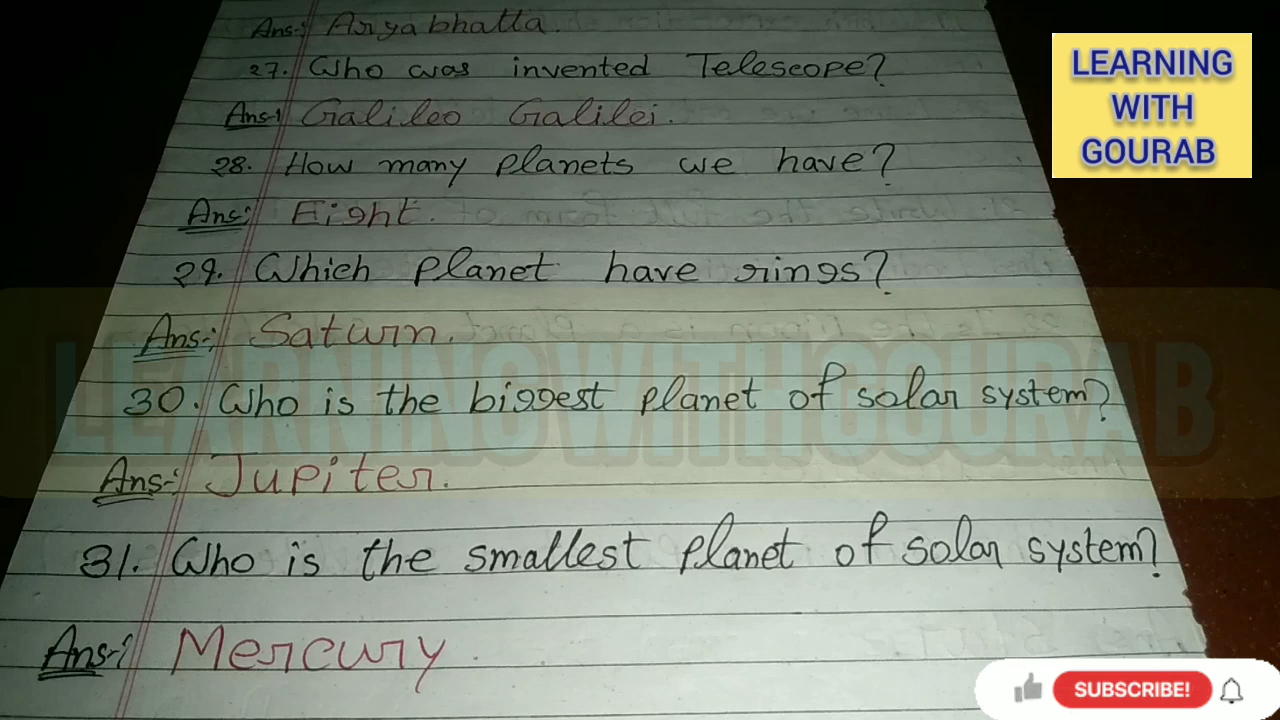 Ans:- Aryabhatta.
27. Who was invented Telescope?
Ans:- Galileo Galilei.
28. How many planets we have?
Ans:- Eight.
29. Which planet have rings?
Ans:- Saturn.
30. Who is the biggest planet of solar system?
Ans:- Jupiter.
31. Who is the smallest planet of solar system?
Ans:- Mercury.
LEARNING
WITH
GOURAB
LEARNINGWITHGOURAB
SUBSCRIBE!